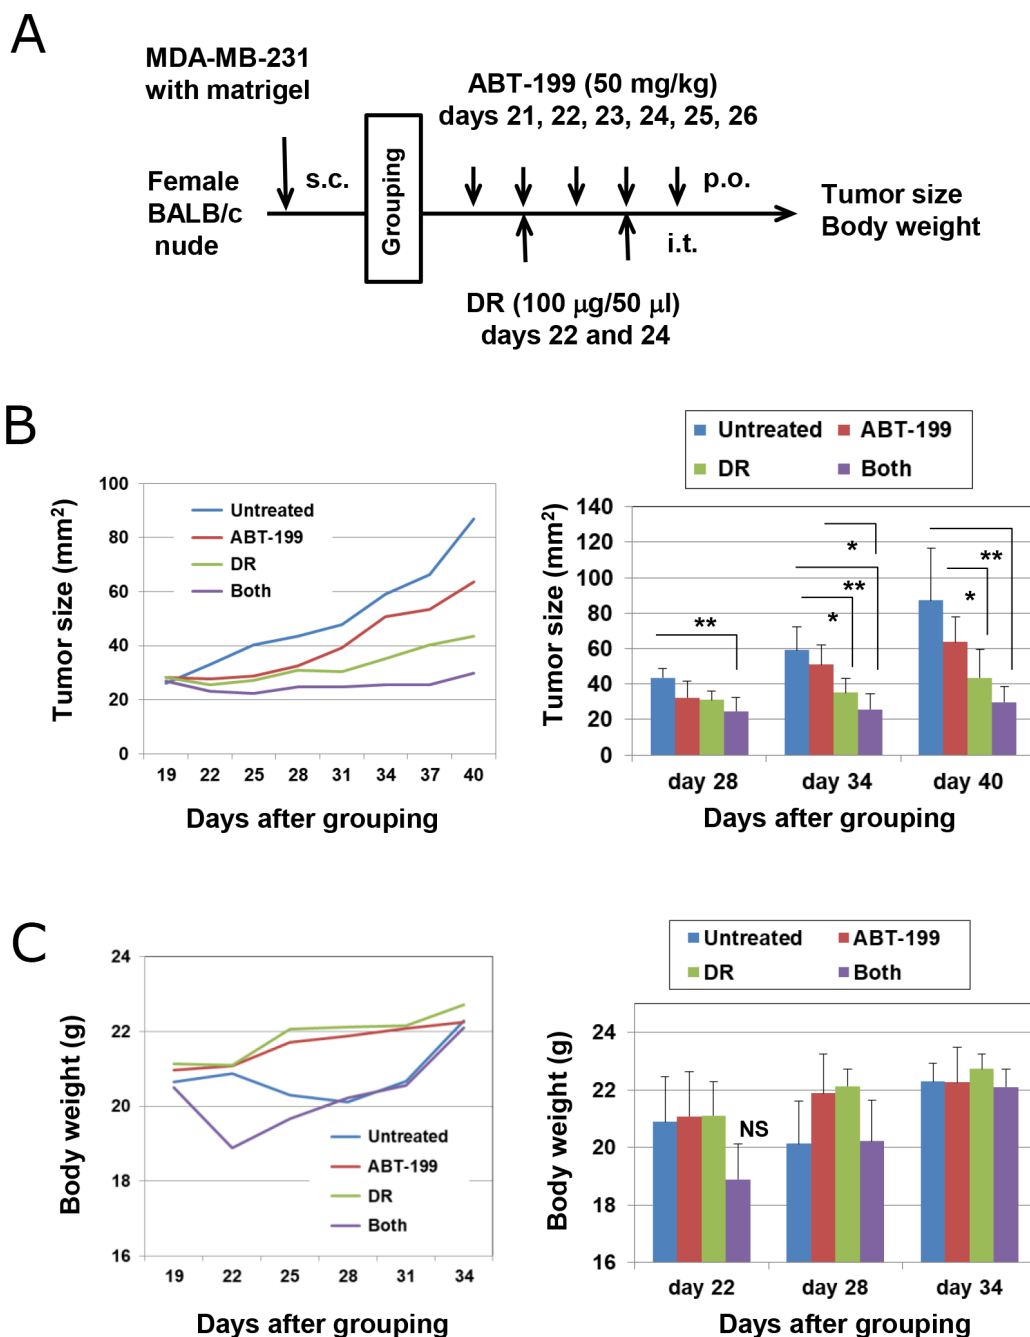 A
MDA-MB-231
with matrigel
ABT-199 (50 mg/kg)
days 21, 22, 23, 24, 25, 26
Female
BALB/c
nude
s.c.
Grouping
p.o.
i.t.
Tumor size
Body weight
DR (100 μg/50 μl)
days 22 and 24
B
Tumor size (mm²)
100
80
60
40
20
0
Untreated
ABT-199
DR
Both
19 22 25 28 31 34 37 40
Days after grouping
Untreated ABT-199
DR Both
Tumor size (mm²)
140
120
100
80
60
40
20
0
**
*
**
*
**
*
day 28 day 34 day 40
Days after grouping
C
Body weight (g)
24
22
20
18
16
Untreated
ABT-199
DR
Both
19 22 25 28 31 34
Days after grouping
Untreated ABT-199
DR Both
Body weight (g)
24
22
20
18
16
NS
day 22 day 28 day 34
Days after grouping